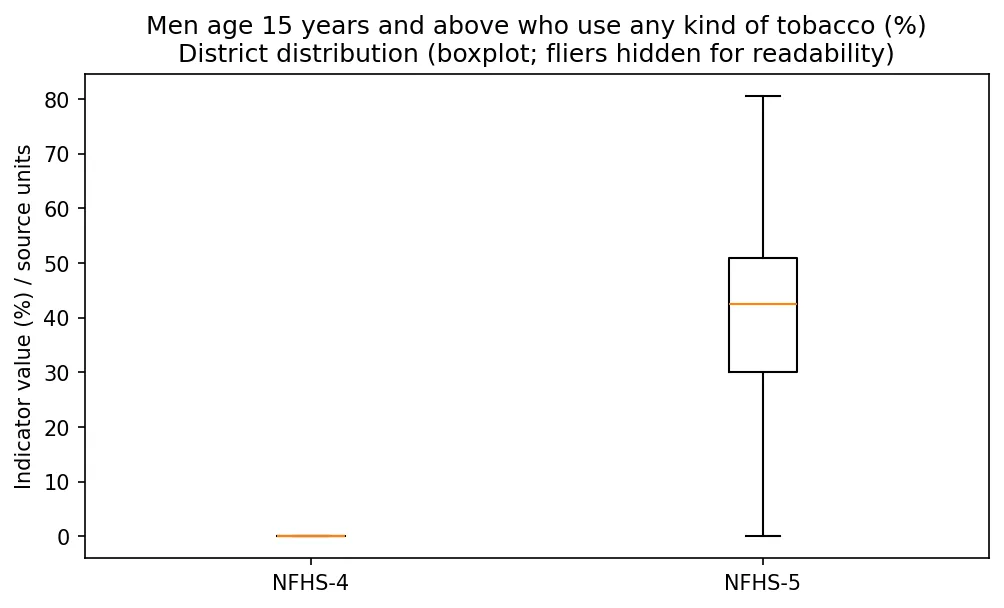 Men age 15 years and above who use any kind of tobacco (%)
District distribution (boxplot; fliers hidden for readability)
Indicator value (%) / source units
80
70
60
50
40
30
20
10
0
NFHS-4
NFHS-5